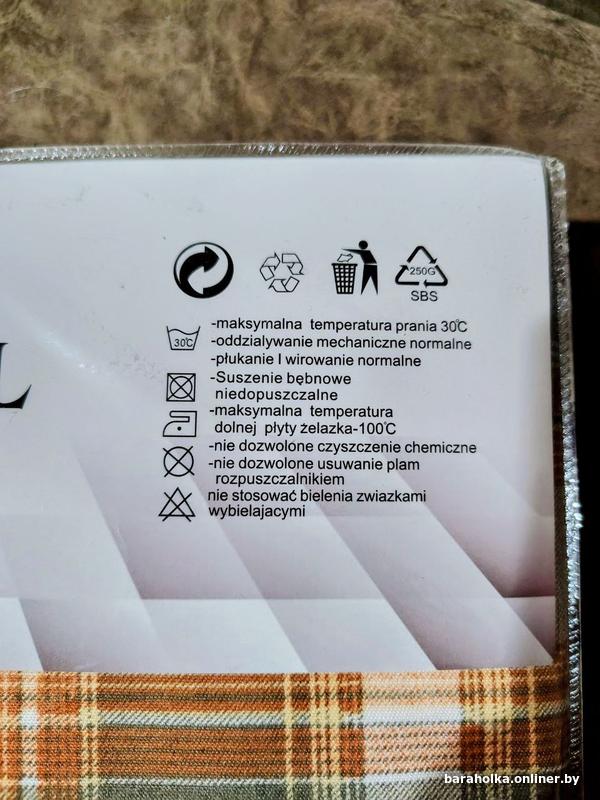 250G
SBS
L
30℃
-maksymalna temperatura prania 30℃
-oddzialywanie mechaniczne normalne
-płukanie I wirowanie normalne
-Suszenie bębnowe
niedopuszczalne
-maksymalna temperatura
dolnej płyty żelazka-100℃
-nie dozwolone czyszczenie chemiczne
-nie dozwolone usuwanie plam
rozpuszczalnikiem
nie stosować bielenia zwiazkami
wybielajacymi
baraholka.onliner.by